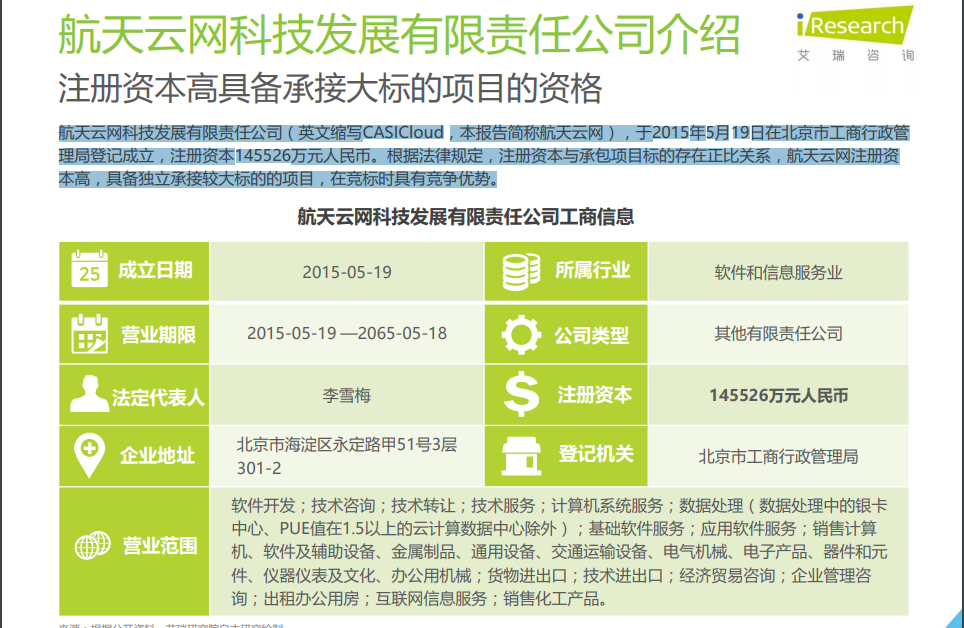 航天云网科技发展有限责任公司介绍
iResearch
艾瑞咨询
注册资本高具备承接大标的项目的资格
航天云网科技发展有限责任公司（英文缩写CASICloud，本报告简称航天云网），于2015年5月19日在北京市工商行政管
理局登记成立，注册资本145526万元人民币。根据法律规定，注册资本与承包项目标的存在正比关系，航天云网注册资
本高，具备独立承接较大标的的项目，在竞标时具有竞争优势。
航天云网科技发展有限责任公司工商信息
25 成立日期 2015-05-19 所属行业 软件和信息服务业
营业期限 2015-05-19 —2065-05-18 公司类型 其他有限责任公司
法定代表人 李雪梅 $ 注册资本 145526万元人民币
企业地址 北京市海淀区永定路甲51号3层
301-2
登记机关 北京市工商行政管理局
营业范围
软件开发；技术咨询；技术转让；技术服务；计算机系统服务；数据处理（数据处理中的银卡
中心、PUE值在1.5以上的云计算数据中心除外）；基础软件服务；应用软件服务；销售计算
机、软件及辅助设备、金属制品、通用设备、交通运输设备、电气机械、电子产品、器件和元
件、仪器仪表及文化、办公用机械；货物进出口；技术进出口；经济贸易咨询；企业管理咨
询；出租办公用房；互联网信息服务；销售化工产品。